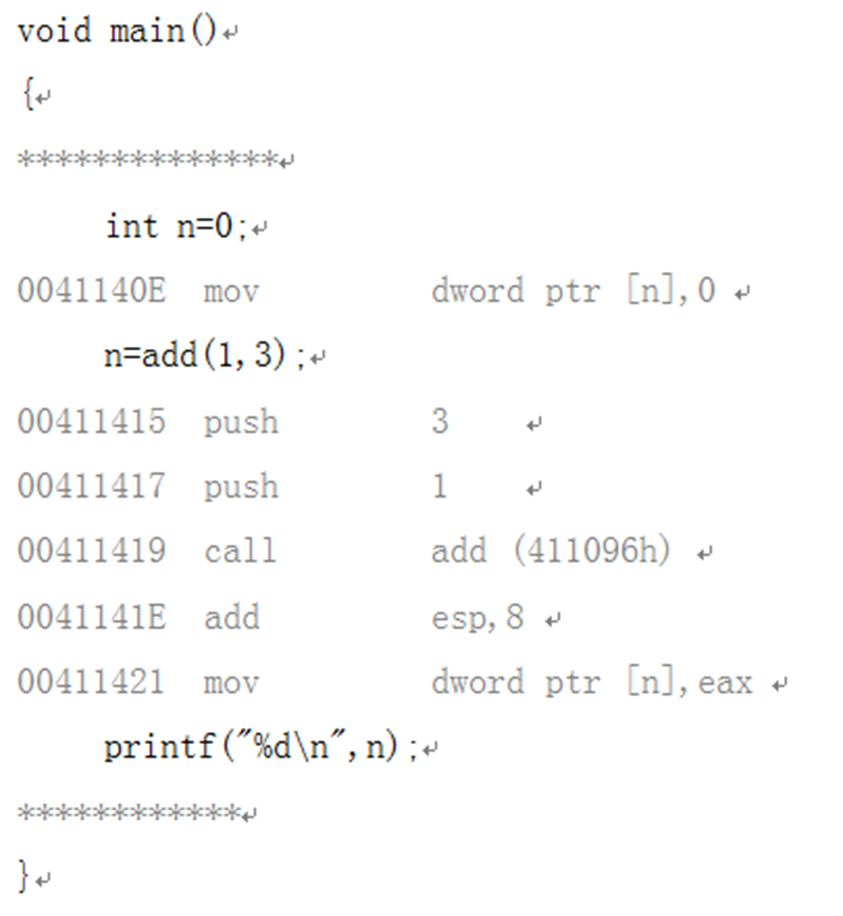 void main()↵
{↵
**************↵
int n=0;↵
0041140E mov dword ptr [n],0 ↵
n=add(1,3);↵
00411415 push 3 ↵
00411417 push 1 ↵
00411419 call add (411096h) ↵
0041141E add esp,8 ↵
00411421 mov dword ptr [n],eax ↵
printf("%d\n",n);↵
************↵
}↵